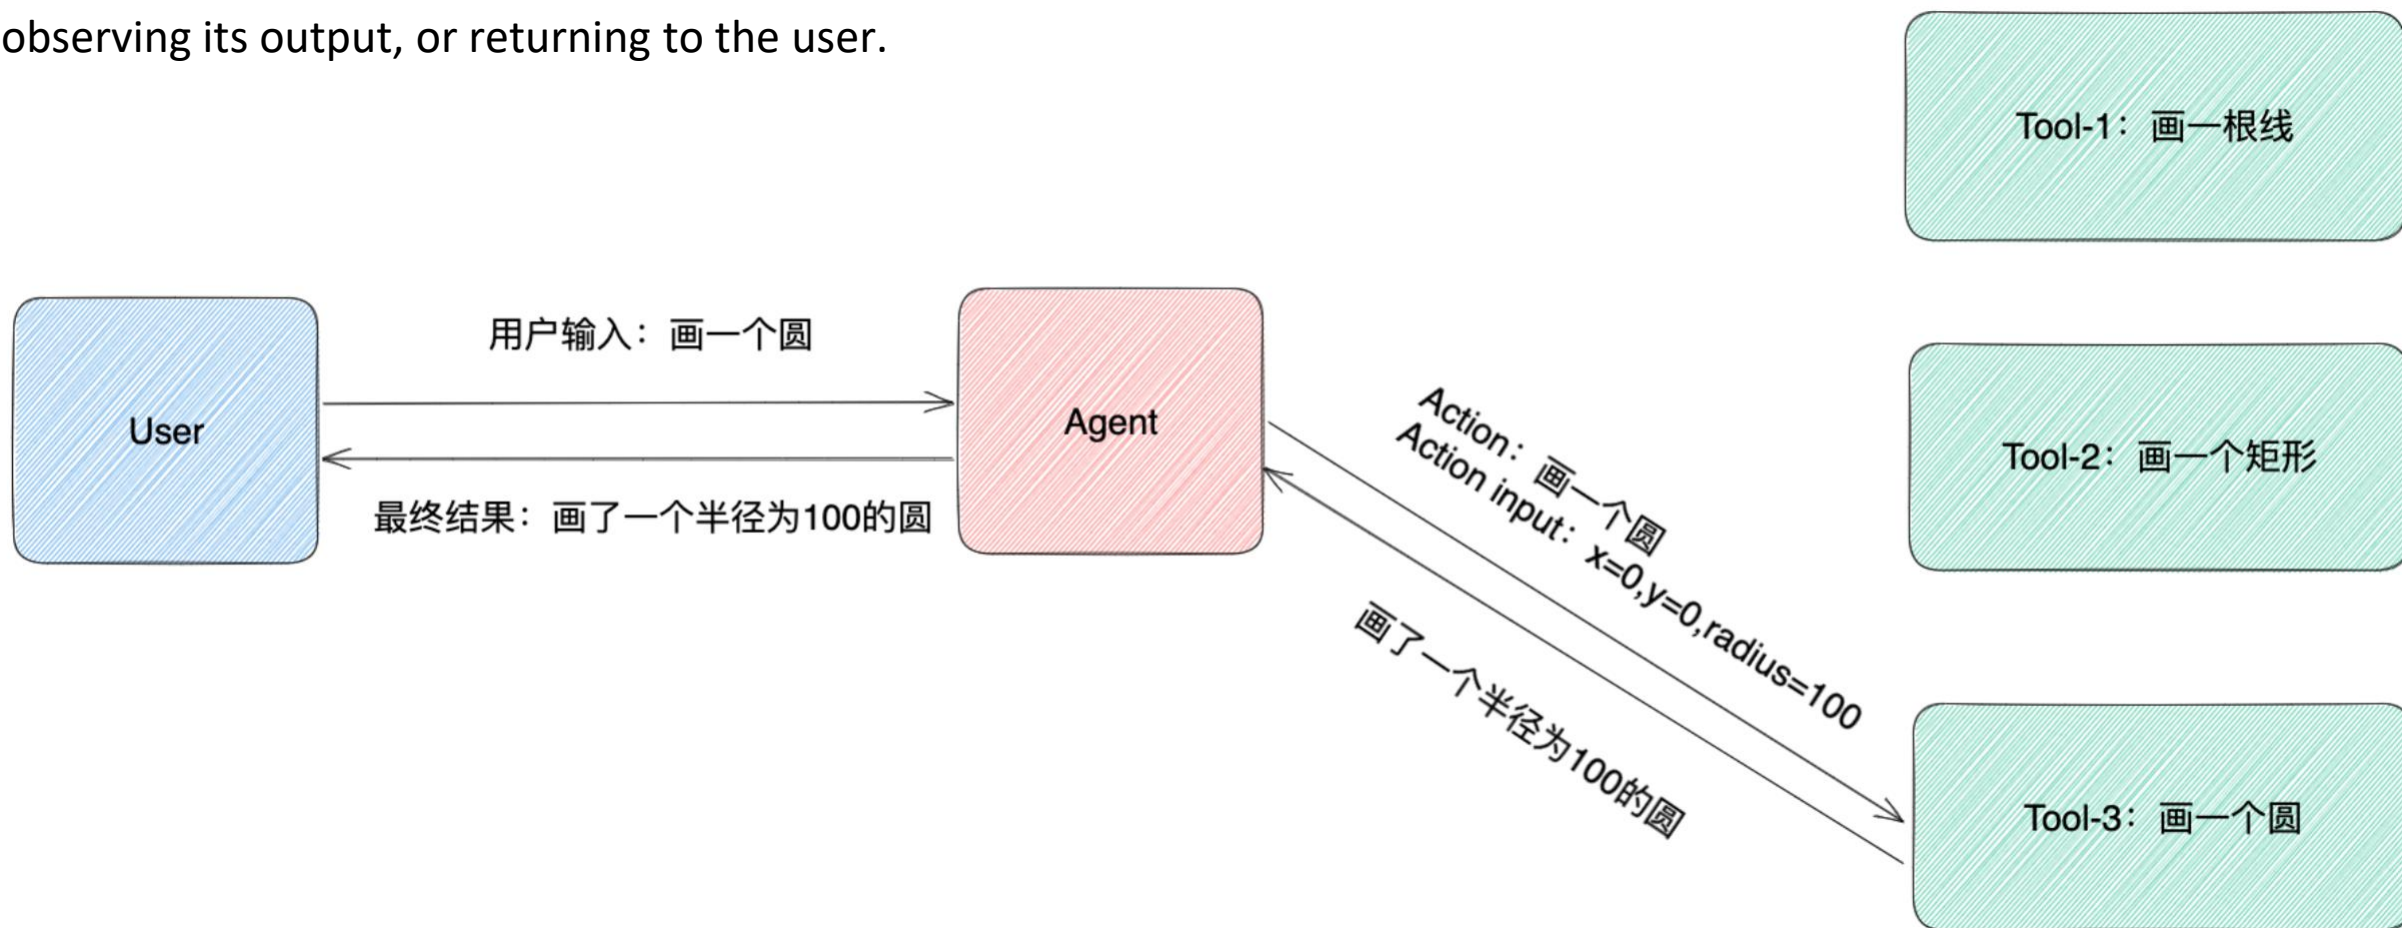 observing its output, or returning to the user.
Tool-1：画一根线
用户输入：画一个圆
User
Agent
最终结果：画了一个半径为100的圆
Action：画一个圆
Action input：x=0,y=0,radius=100
画了一个半径为100的圆
Tool-2：画一个矩形
Tool-3：画一个圆